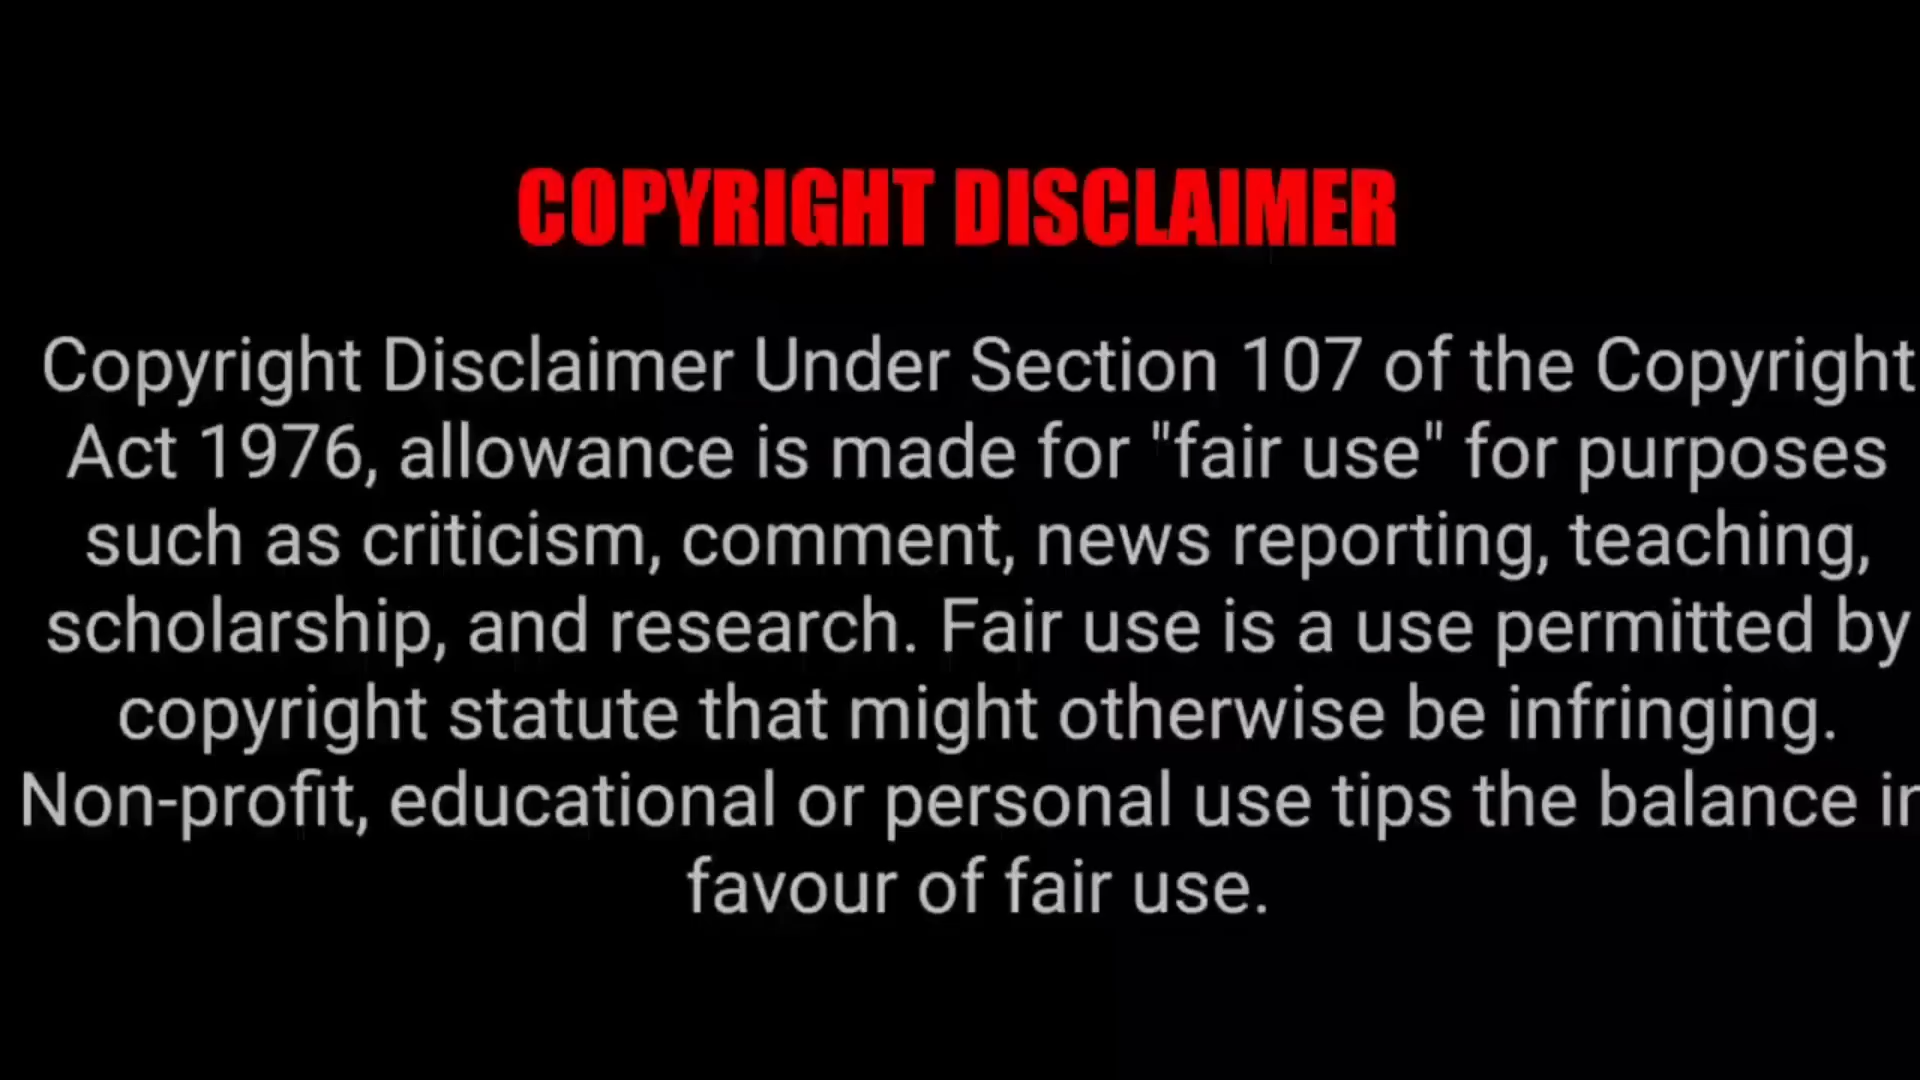 COPYRIGHT DISCLAIMER
Copyright Disclaimer Under Section 107 of the Copyright
Act 1976, allowance is made for "fair use" for purposes
such as criticism, comment, news reporting, teaching,
scholarship, and research. Fair use is a use permitted by
copyright statute that might otherwise be infringing.
Non-profit, educational or personal use tips the balance in
favour of fair use.